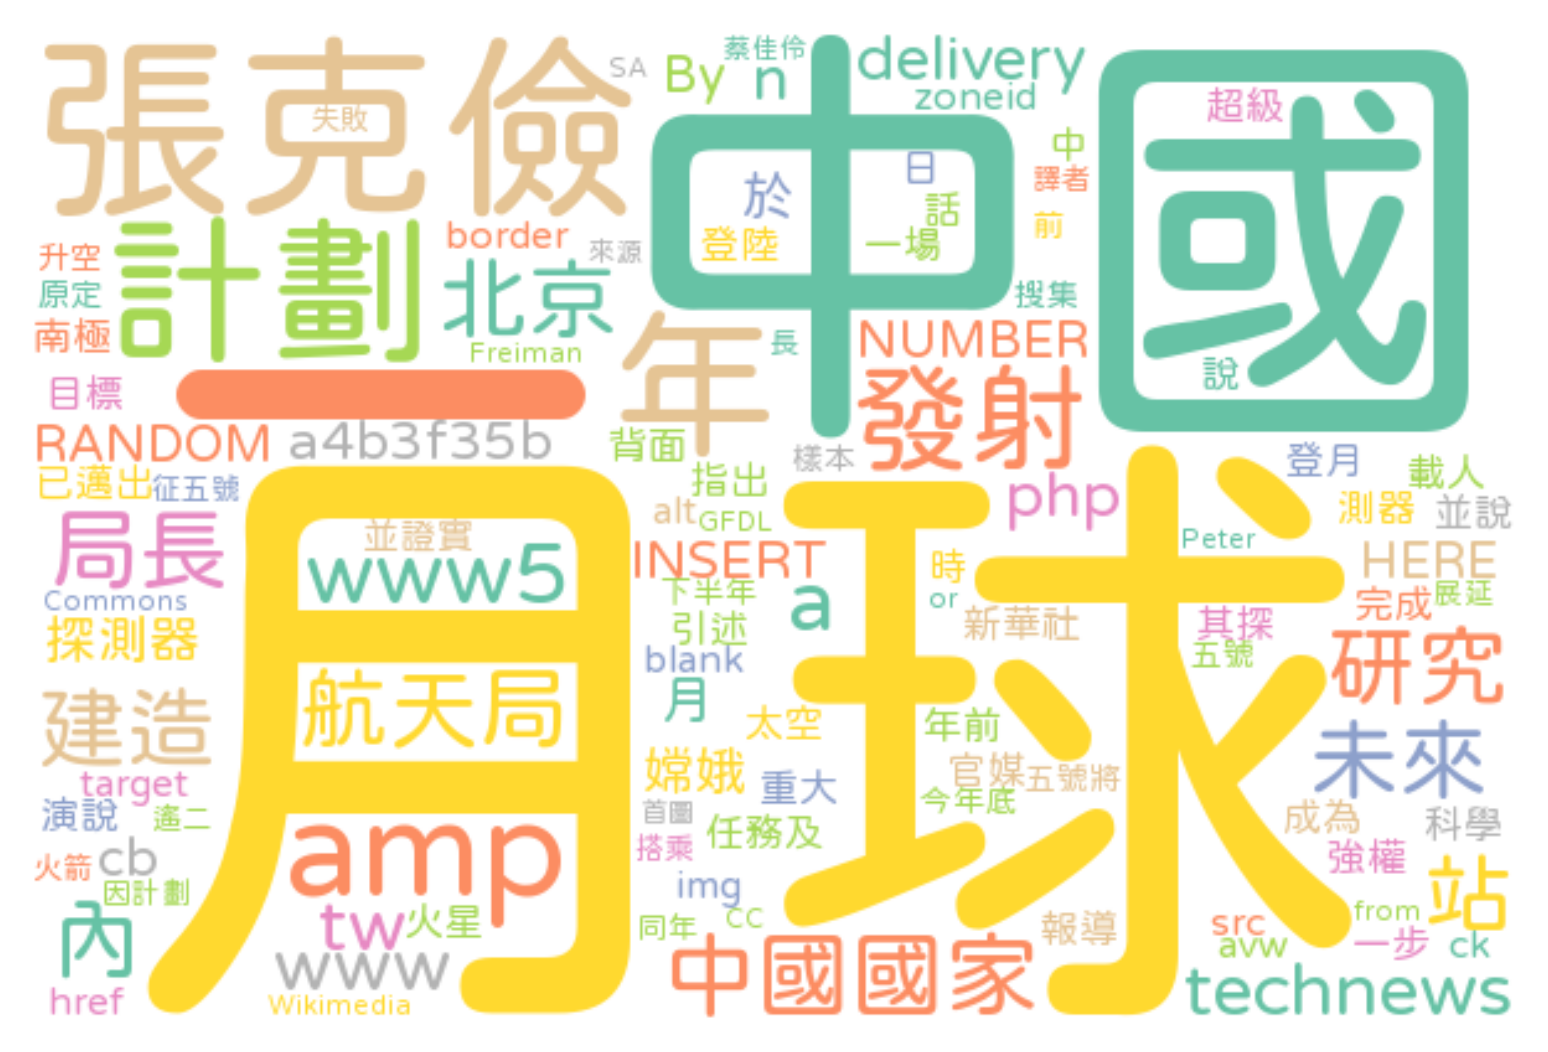 張克儉
失敗
SA
By
蔡佳伶
n
delivery
zoneid
中國
超級
中
譯者
前
於
日
話
登陸
一場
說
升空
原定
南極
計劃
border
北京
來源
Freiman
年
長
搜集
NUMBER
發射
目標
一
RANDOM
a4b3f35b
背面
樣本
登月
載人
已邁出
征五號
指出
php
測器
並說
局長
月球
並證實
www5
alt
GFDL
INSERT
時
Peter
HERE
Commons
下半年
a
or
新華社
其探
完成
展延
探測器
引述
五號
研究
blank
建造
航天局
月
太空
年前
未來
target
嫦娥
重大
官媒
五號將
今年底
演說
遙二
首圖
任務及
成為
科學
火箭
cb
amp
搭乘
強權
因計劃
img
站
內
tw
火星
同年
CC
報導
src
from
avw
一步
ck
www
中國國家
href
Wikimedia
technews